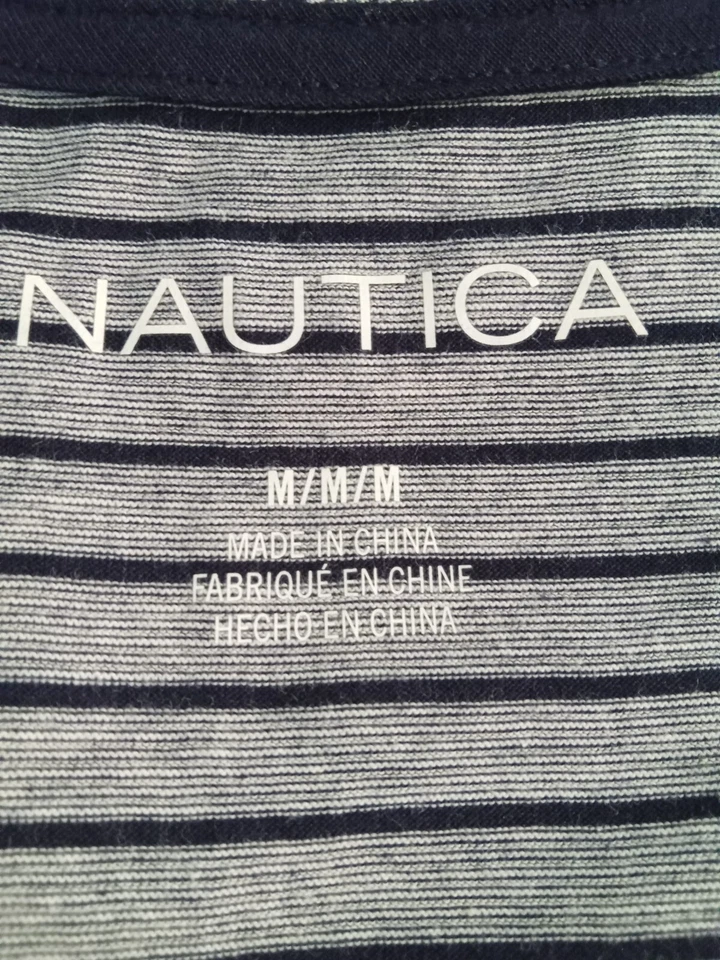 NAUTICA
M/M/M
MADE IN CHINA
FABRIQUÉ EN CHINE
HECHO EN CHINA